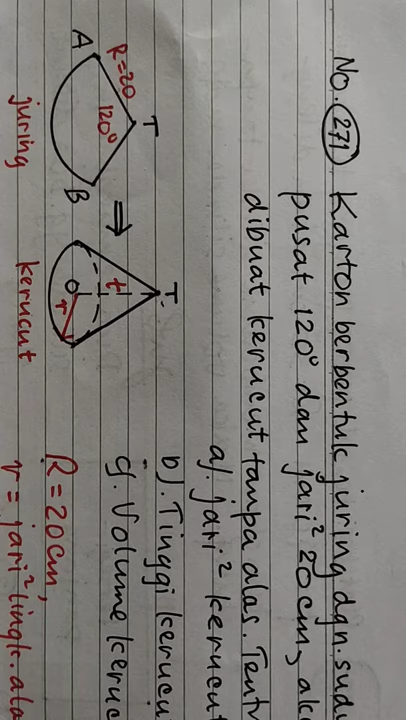 No. 271 Karton berbentuk juring dgn. sudu
pusat 120° dan jari² 20 cm, ak
dibuat kerucut tanpa alas. Tent
a). jari² kerucut
b). Tinggi kerucu
c). Volume keruc
A
R=20
120°
T
B
⇒
T
t
O
r
juring
kerucut
R = 20 cm,
r = jari² lingk. ala